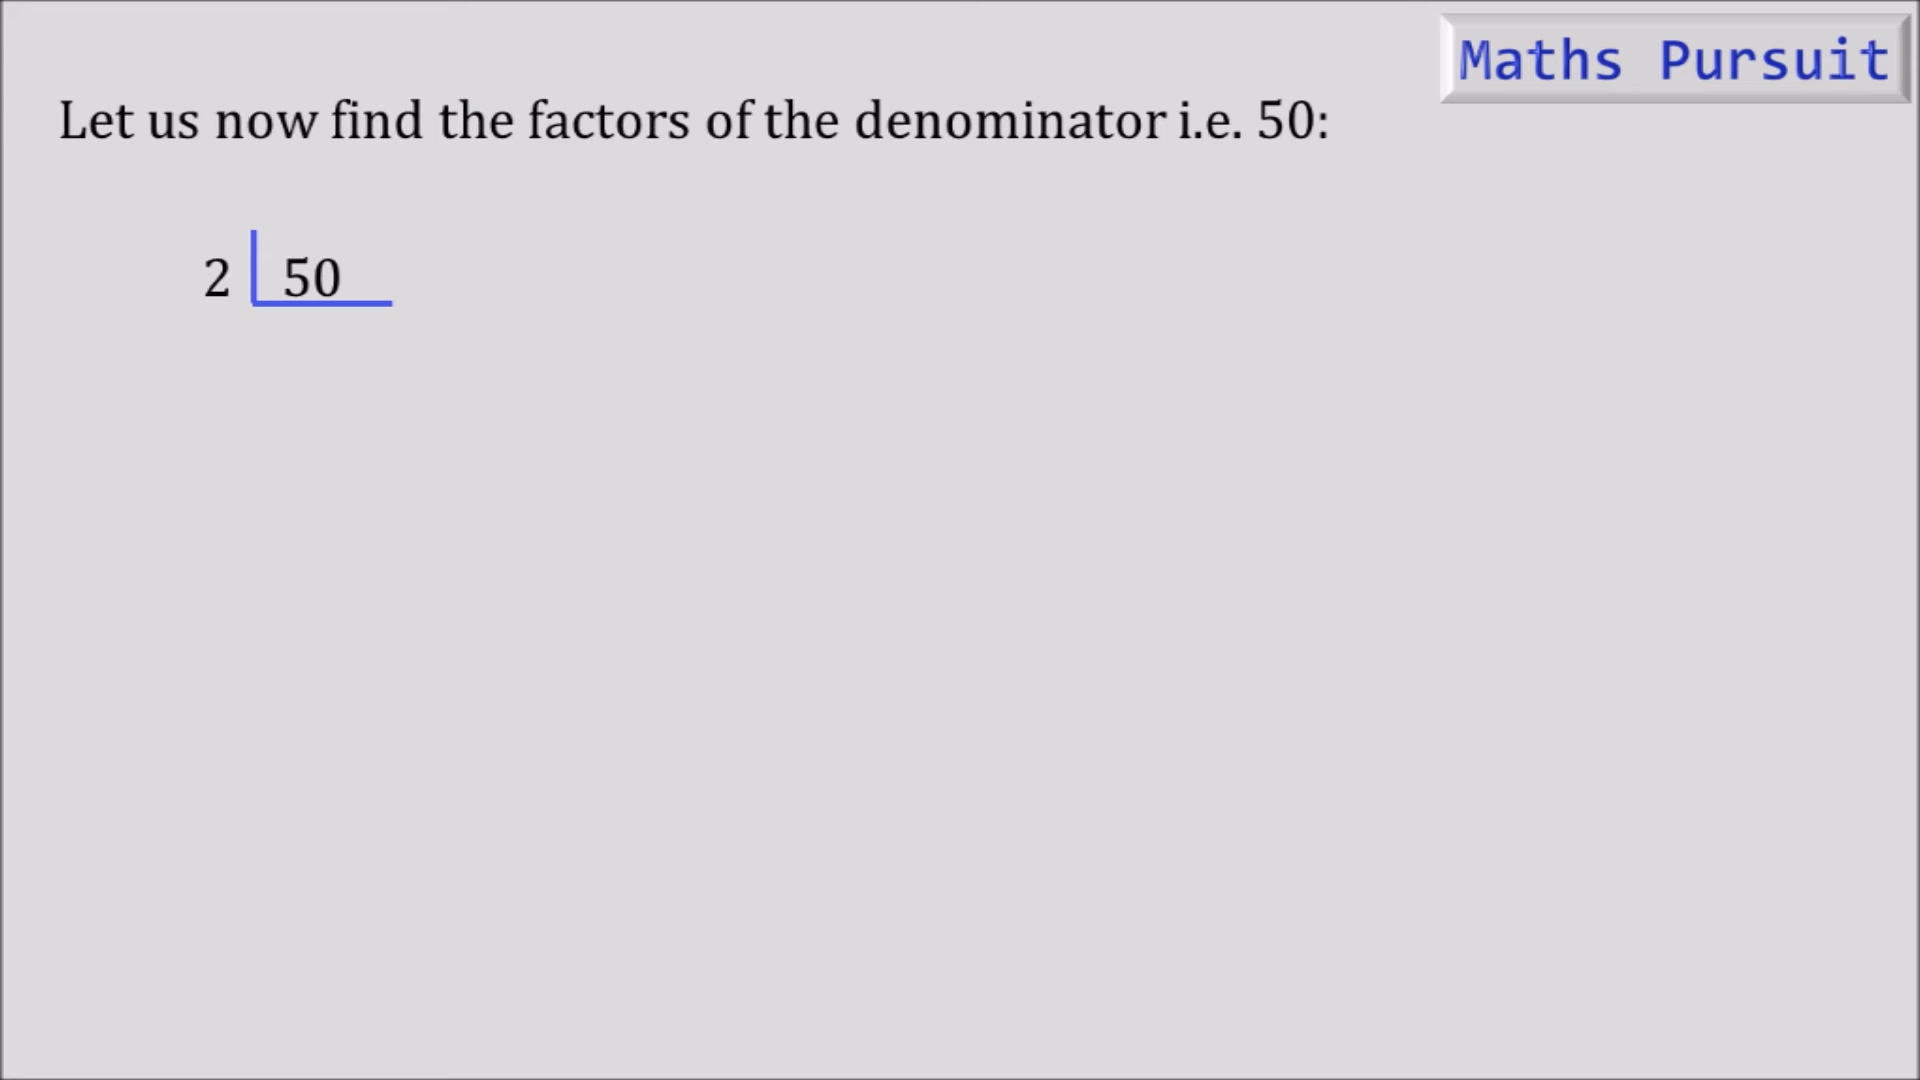 Maths Pursuit
Let us now find the factors of the denominator i.e. 50:
2 50